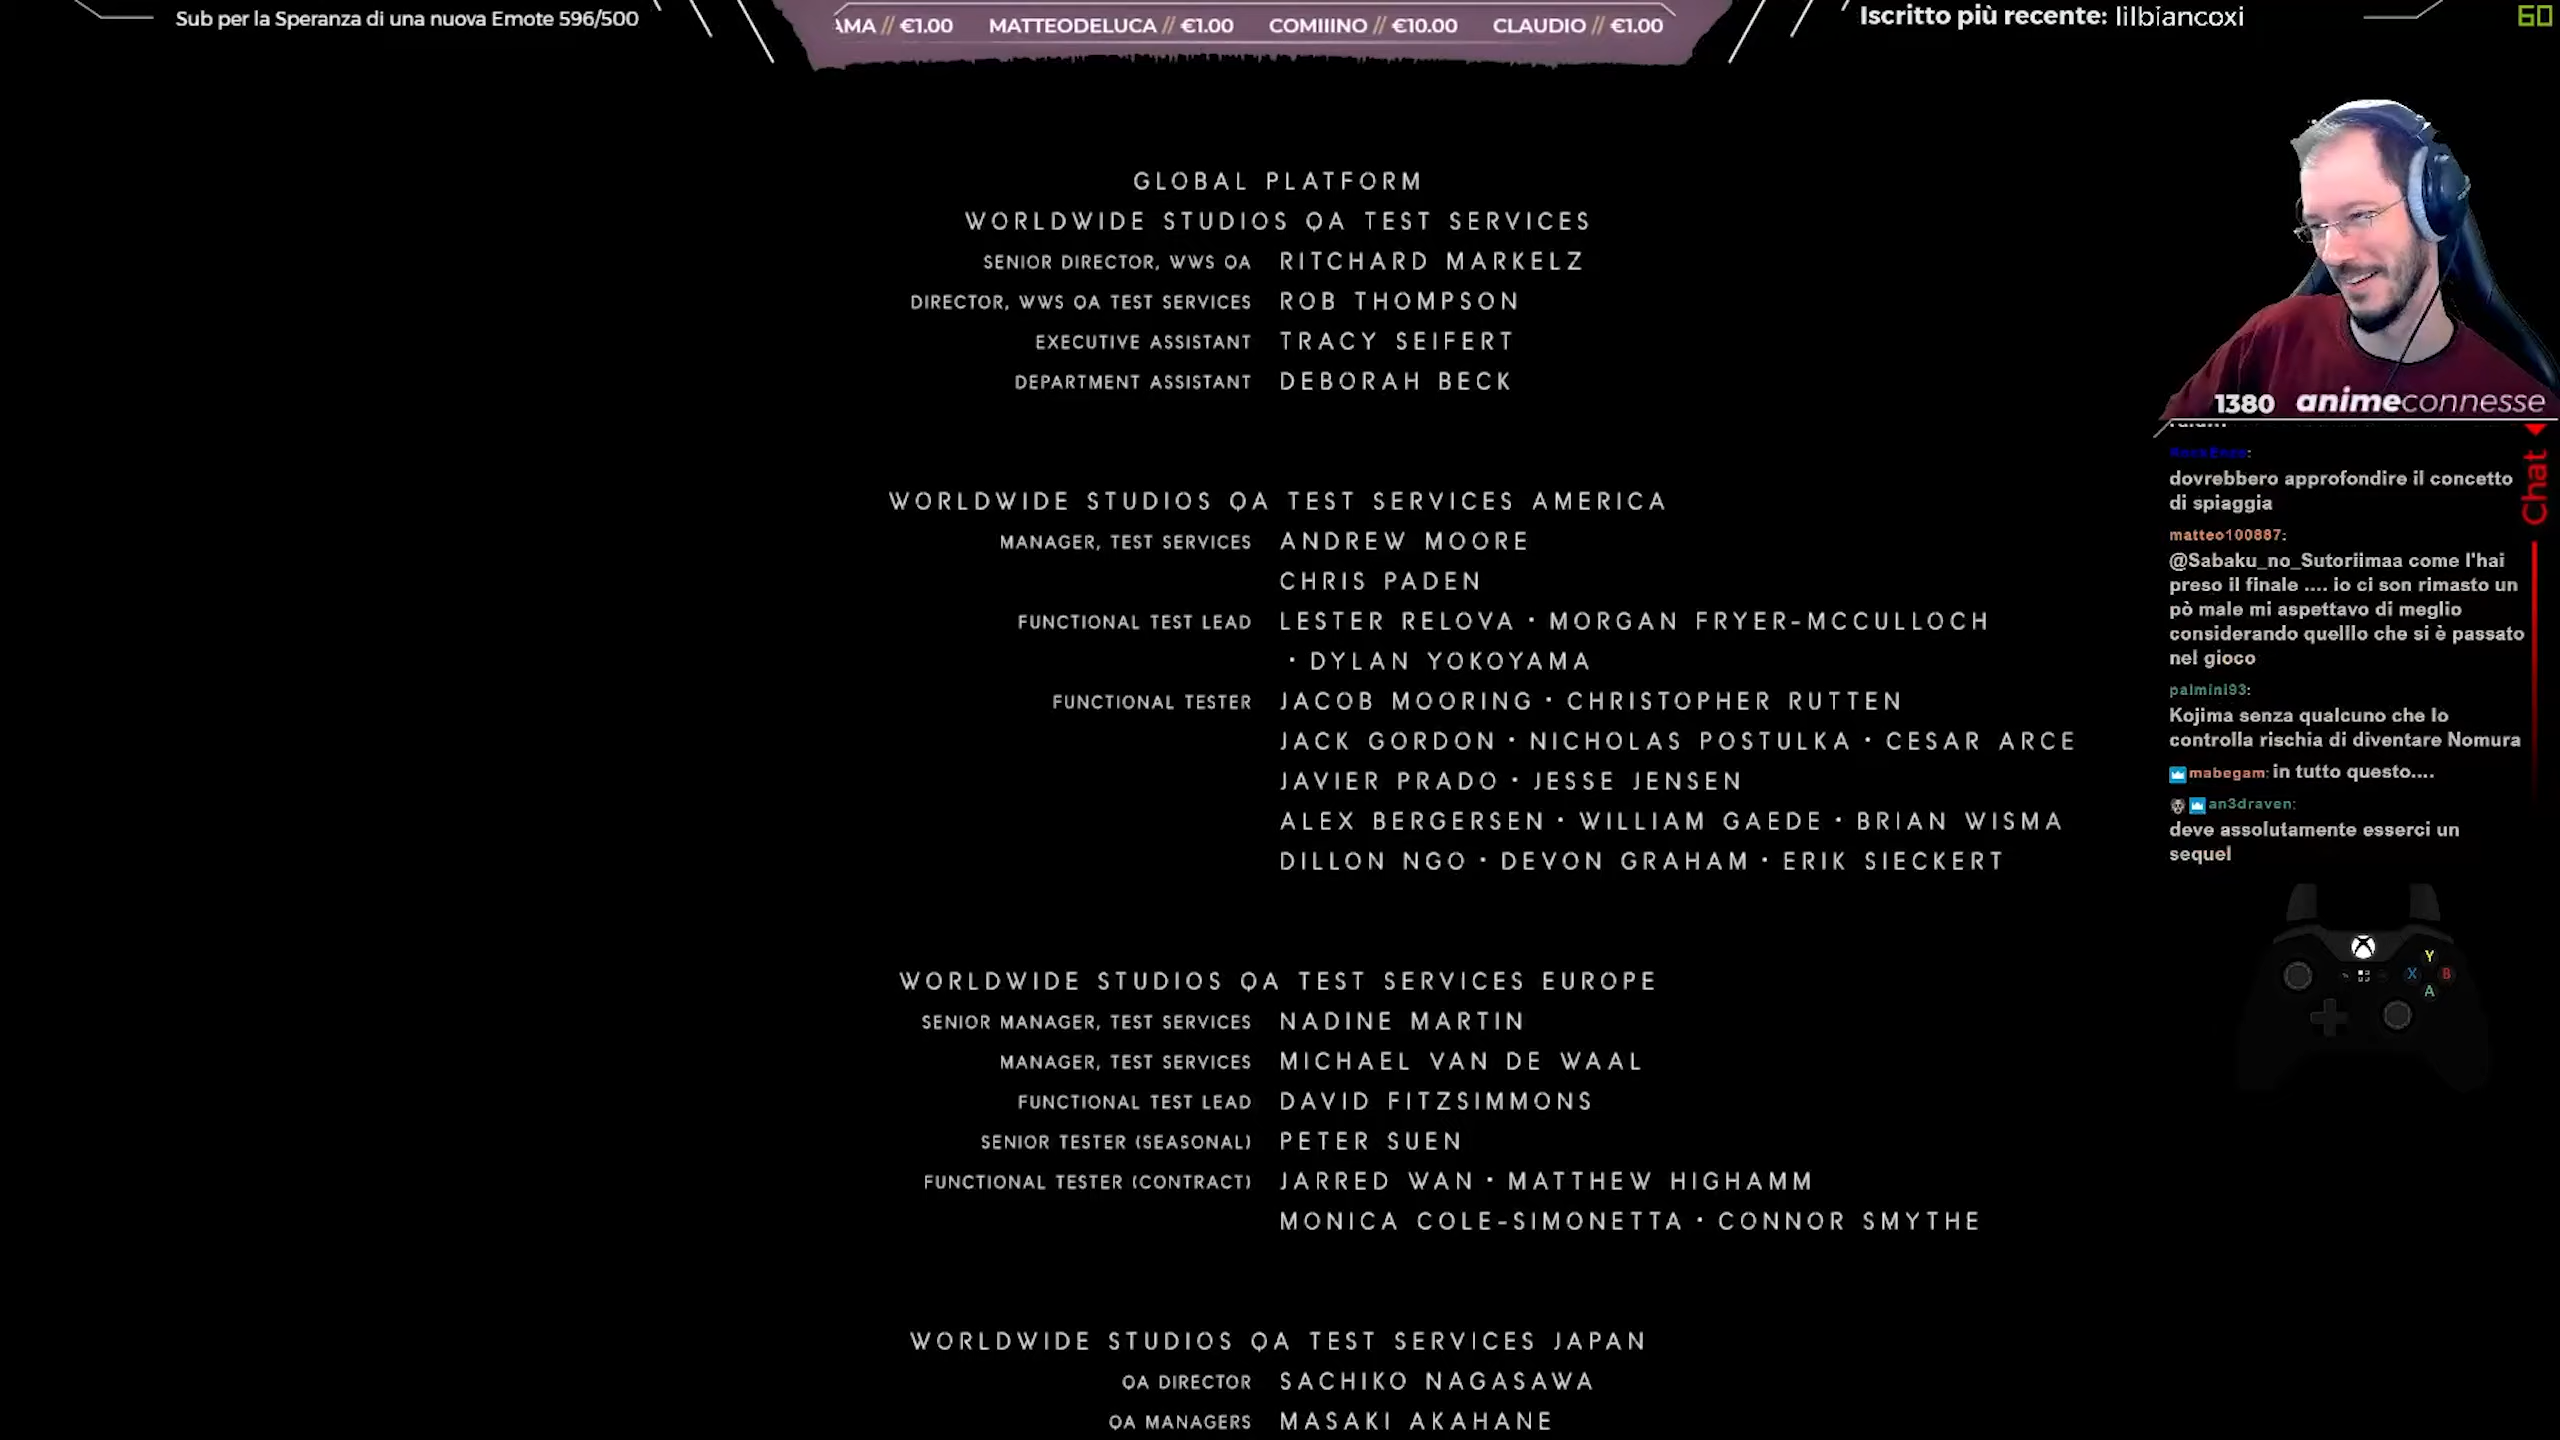 Sub per la Speranza di una nuova Emote 596/500
AMA // €1.00 MATTEODELUCA // €1.00 COMIIINO // €10.00 CLAUDIO // €1.00
Iscritto più recente: lilbiancoxi
60
GLOBAL PLATFORM
WORLDWIDE STUDIOS QA TEST SERVICES
SENIOR DIRECTOR, WWS QA RITCHARD MARKELZ
DIRECTOR, WWS QA TEST SERVICES ROB THOMPSON
EXECUTIVE ASSISTANT TRACY SEIFERT
DEPARTMENT ASSISTANT DEBORAH BECK
WORLDWIDE STUDIOS QA TEST SERVICES AMERICA
MANAGER, TEST SERVICES ANDREW MOORE
CHRIS PADEN
FUNCTIONAL TEST LEAD LESTER RELOVA · MORGAN FRYER-MCCULLOCH
· DYLAN YOKOYAMA
FUNCTIONAL TESTER JACOB MOORING · CHRISTOPHER RUTTEN
JACK GORDON · NICHOLAS POSTULKA · CESAR ARCE
JAVIER PRADO · JESSE JENSEN
ALEX BERGERSEN · WILLIAM GAEDE · BRIAN WISMA
DILLON NGO · DEVON GRAHAM · ERIK SIECKERT
WORLDWIDE STUDIOS QA TEST SERVICES EUROPE
SENIOR MANAGER, TEST SERVICES NADINE MARTIN
MANAGER, TEST SERVICES MICHAEL VAN DE WAAL
FUNCTIONAL TEST LEAD DAVID FITZSIMMONS
SENIOR TESTER (SEASONAL) PETER SUEN
FUNCTIONAL TESTER (CONTRACT) JARRED WAN · MATTHEW HIGHAMM
MONICA COLE-SIMONETTA · CONNOR SMYTHE
WORLDWIDE STUDIOS QA TEST SERVICES JAPAN
QA DIRECTOR SACHIKO NAGASAWA
QA MANAGERS MASAKI AKAHANE
1380 animeconnesse
Chat
dovrebbero approfondire il concetto
di spiaggia
matteo100887:
@Sabaku_no_Sutoriimaa come l'hai
preso il finale .... io ci son rimasto un
pò male mi aspettavo di meglio
considerando quelllo che si è passato
nel gioco
palmini93:
Kojima senza qualcuno che lo
controlla rischia di diventare Nomura
mabegam: in tutto questo....
an3draven:
deve assolutamente esserci un
sequel
Y
X B
A